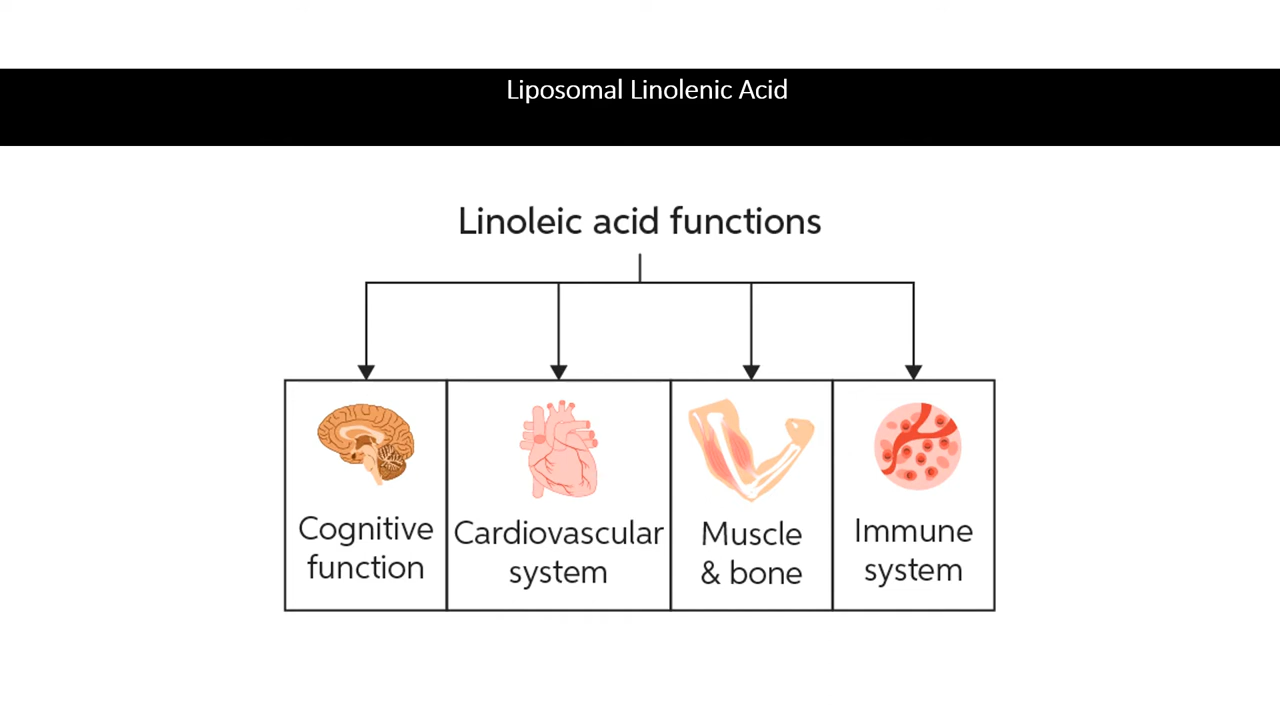 Liposomal Linolenic Acid
Linoleic acid functions
Cognitive
function
Cardiovascular
system
Muscle
& bone
Immune
system